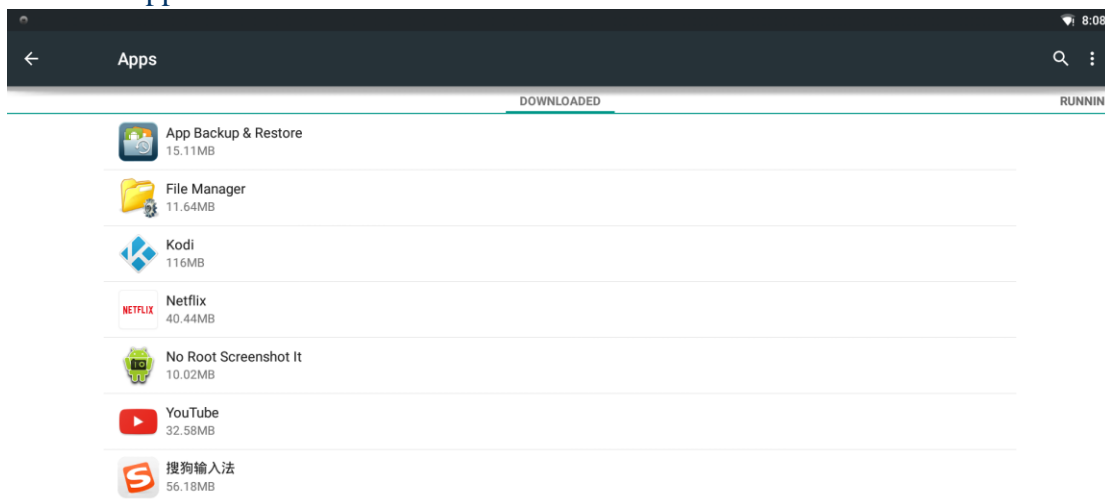 8:08
Apps
DOWNLOADED
RUNNIN
App Backup & Restore
15.11MB
File Manager
11.64MB
Kodi
116MB
NETFLIX
Netflix
40.44MB
No Root Screenshot It
10.02MB
YouTube
32.58MB
搜狗输入法
56.18MB